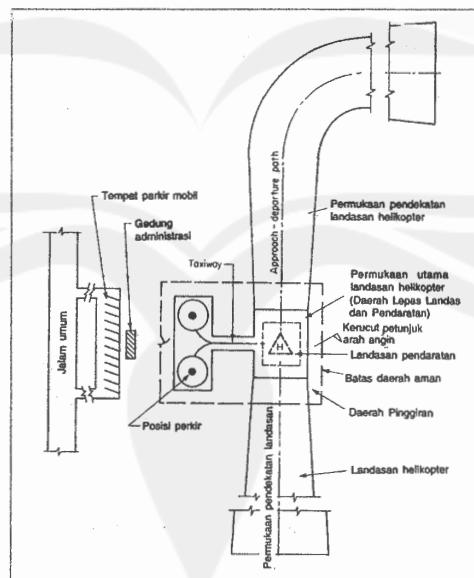 Tempat parkir mobil
Gedung
administrasi
Taxiway
Approach - departure path
Permukaan pendekatan
landasan helikopter
Permukaan utama
landasan helikopter
(Daerah Lepas Landas
dan Pendaratan)
Kerucut petunjuk
arah angin
Landasan pendaratan
Batas daerah aman
Daerah Pinggiran
H
Jalam umum
Posisi parkir
Landasan helikopter
Permukaan pendekatan landasan